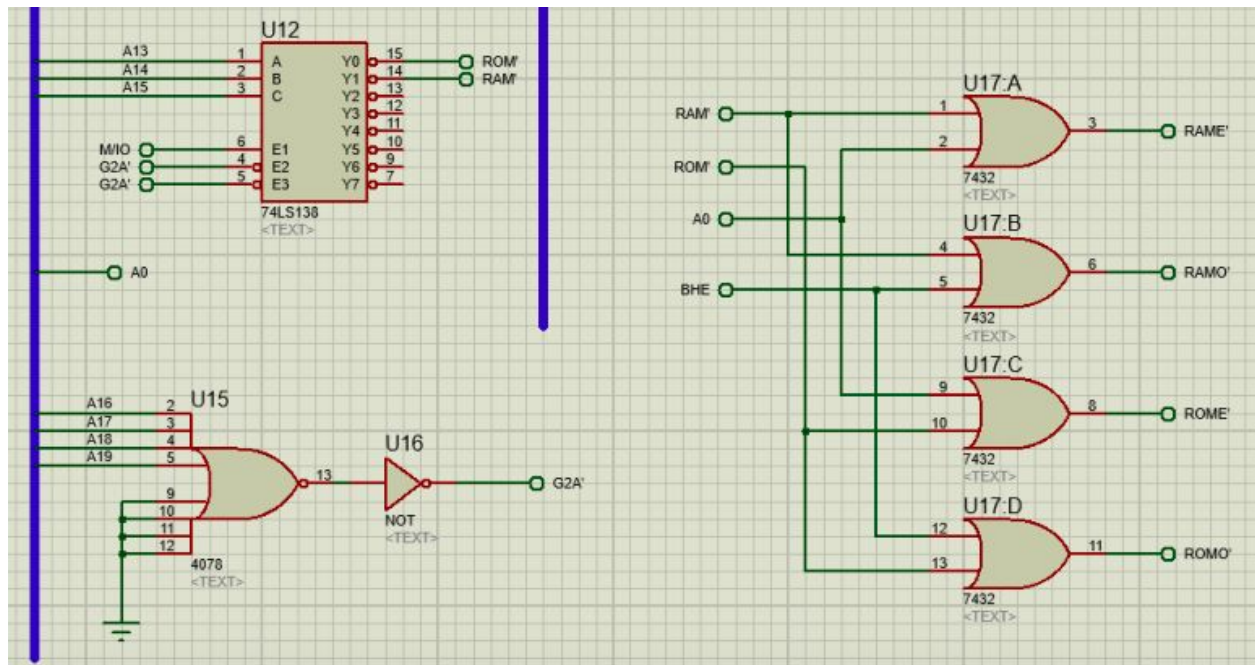 U12
A13 1 A Y0 15 ROM'
A14 2 B Y1 14 RAM'
A15 3 C Y2 13
Y3 12
Y4 11
M/IO 6 E1 Y5 10
G2A' 4 E2 Y6 9
G2A' 5 E3 Y7 7
74LS138
<TEXT>
A0
U15
A16 2
A17 3
A18 4
A19 5
9
10
11
12
13
4078
<TEXT>
U16
NOT
<TEXT>
G2A'
RAM'
ROM'
A0
BHE
U17:A
1
2
3 RAME'
7432
<TEXT>
U17:B
4
5
6 RAMO'
7432
<TEXT>
U17:C
9
10
8 ROME'
7432
<TEXT>
U17:D
12
13
11 ROMO'
7432
<TEXT>